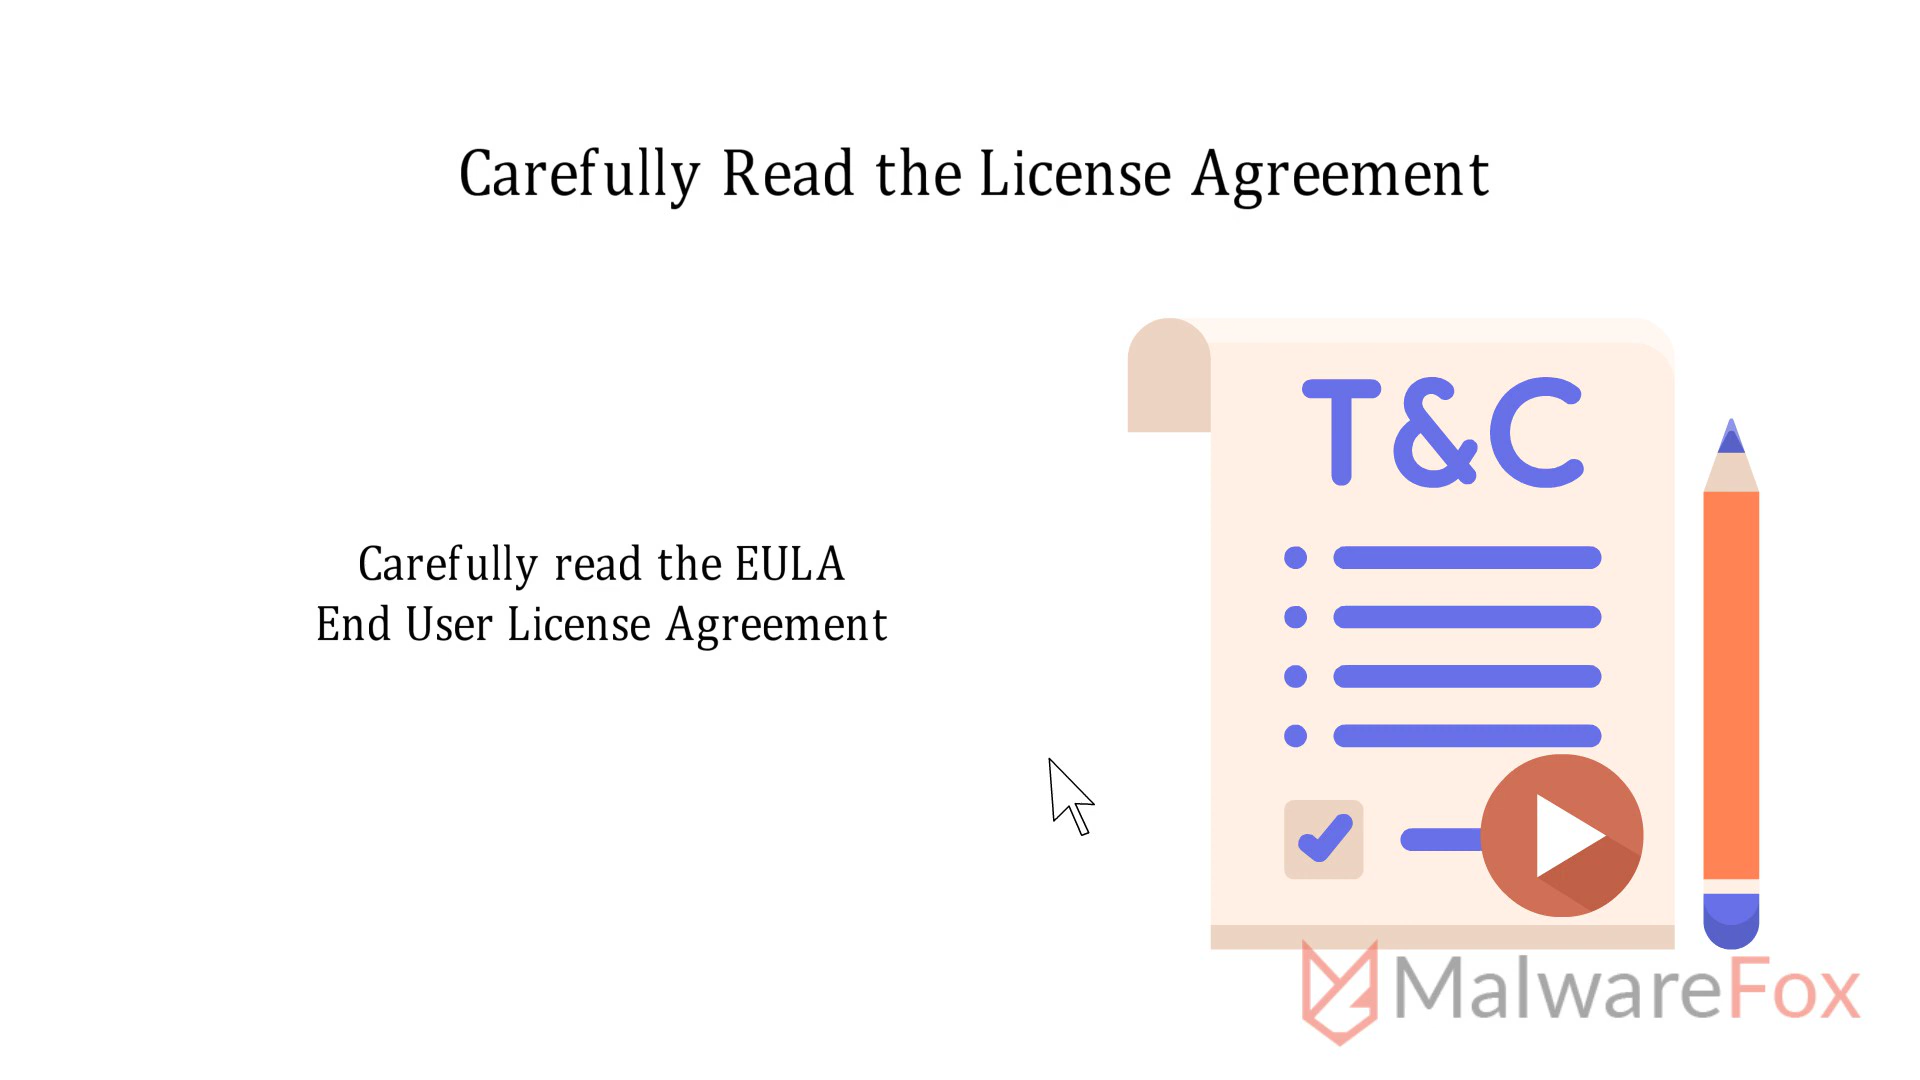 Carefully Read the License Agreement
T&C
Carefully read the EULA
End User License Agreement
MalwareFox